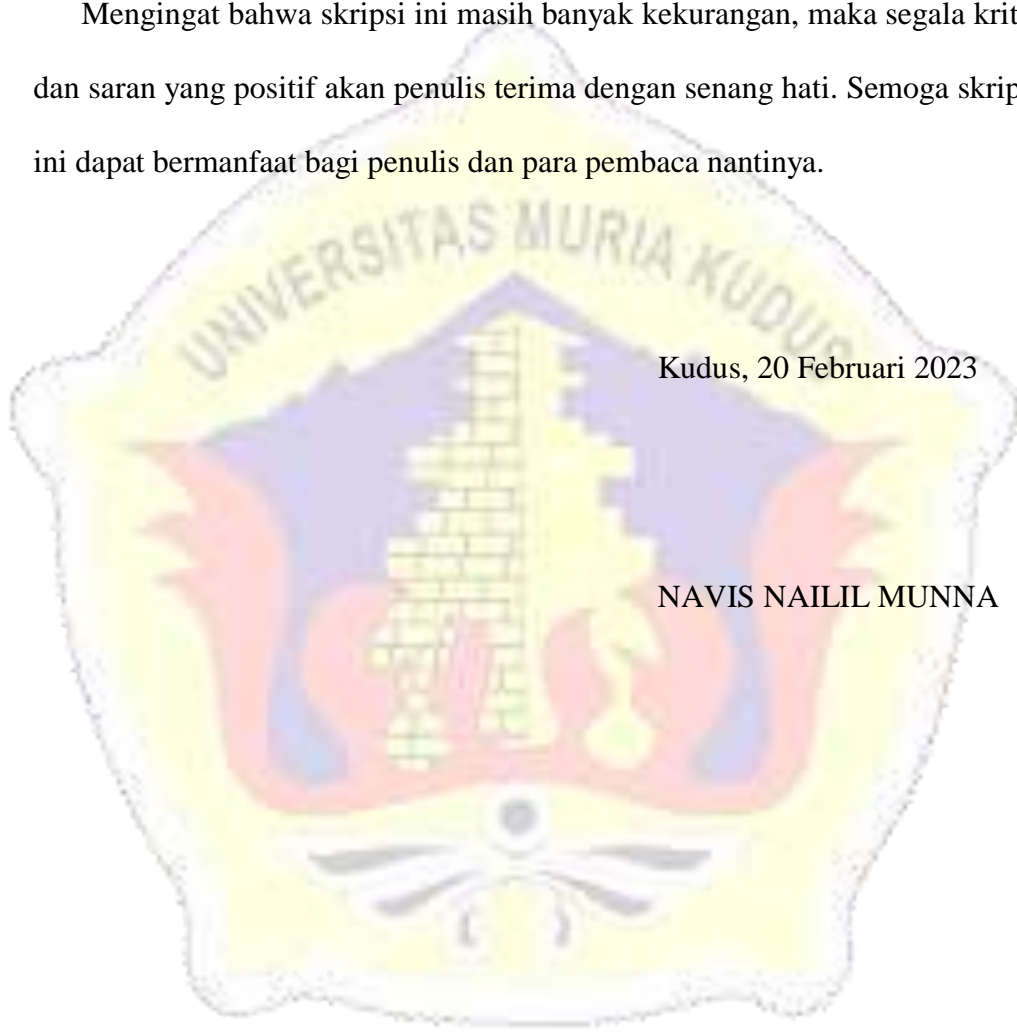 Mengingat bahwa skripsi ini masih banyak kekurangan, maka segala krit
dan saran yang positif akan penulis terima dengan senang hati. Semoga skrip
ini dapat bermanfaat bagi penulis dan para pembaca nantinya.
UNIVERSITAS MURIA KUDUS
Kudus, 20 Februari 2023
NAVIS NAILIL MUNNA